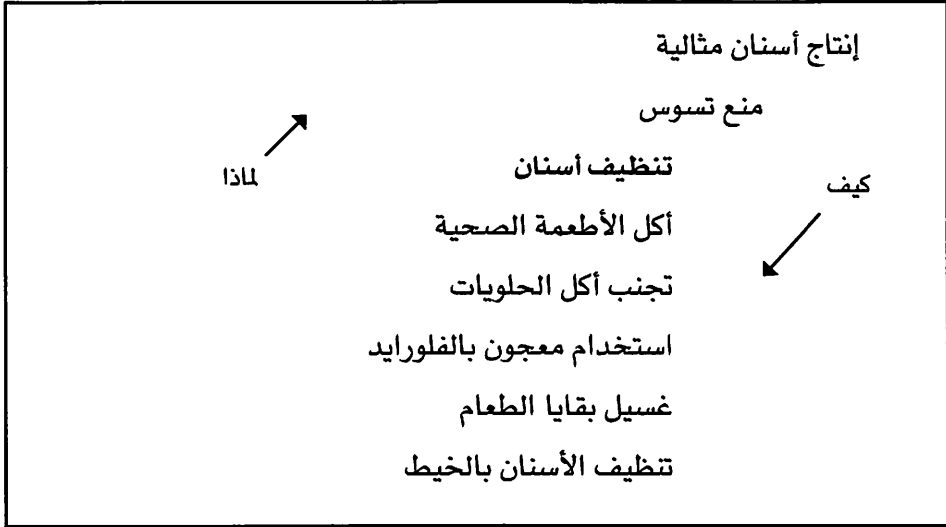 إنتاج أسنان مثالية
منع تسوس
تنظيف أسنان
لماذا
كيف
أكل الأطعمة الصحية
تجنب أكل الحلويات
استخدام معجون بالفلورايد
غسيل بقايا الطعام
تنظيف الأسنان بالخيط